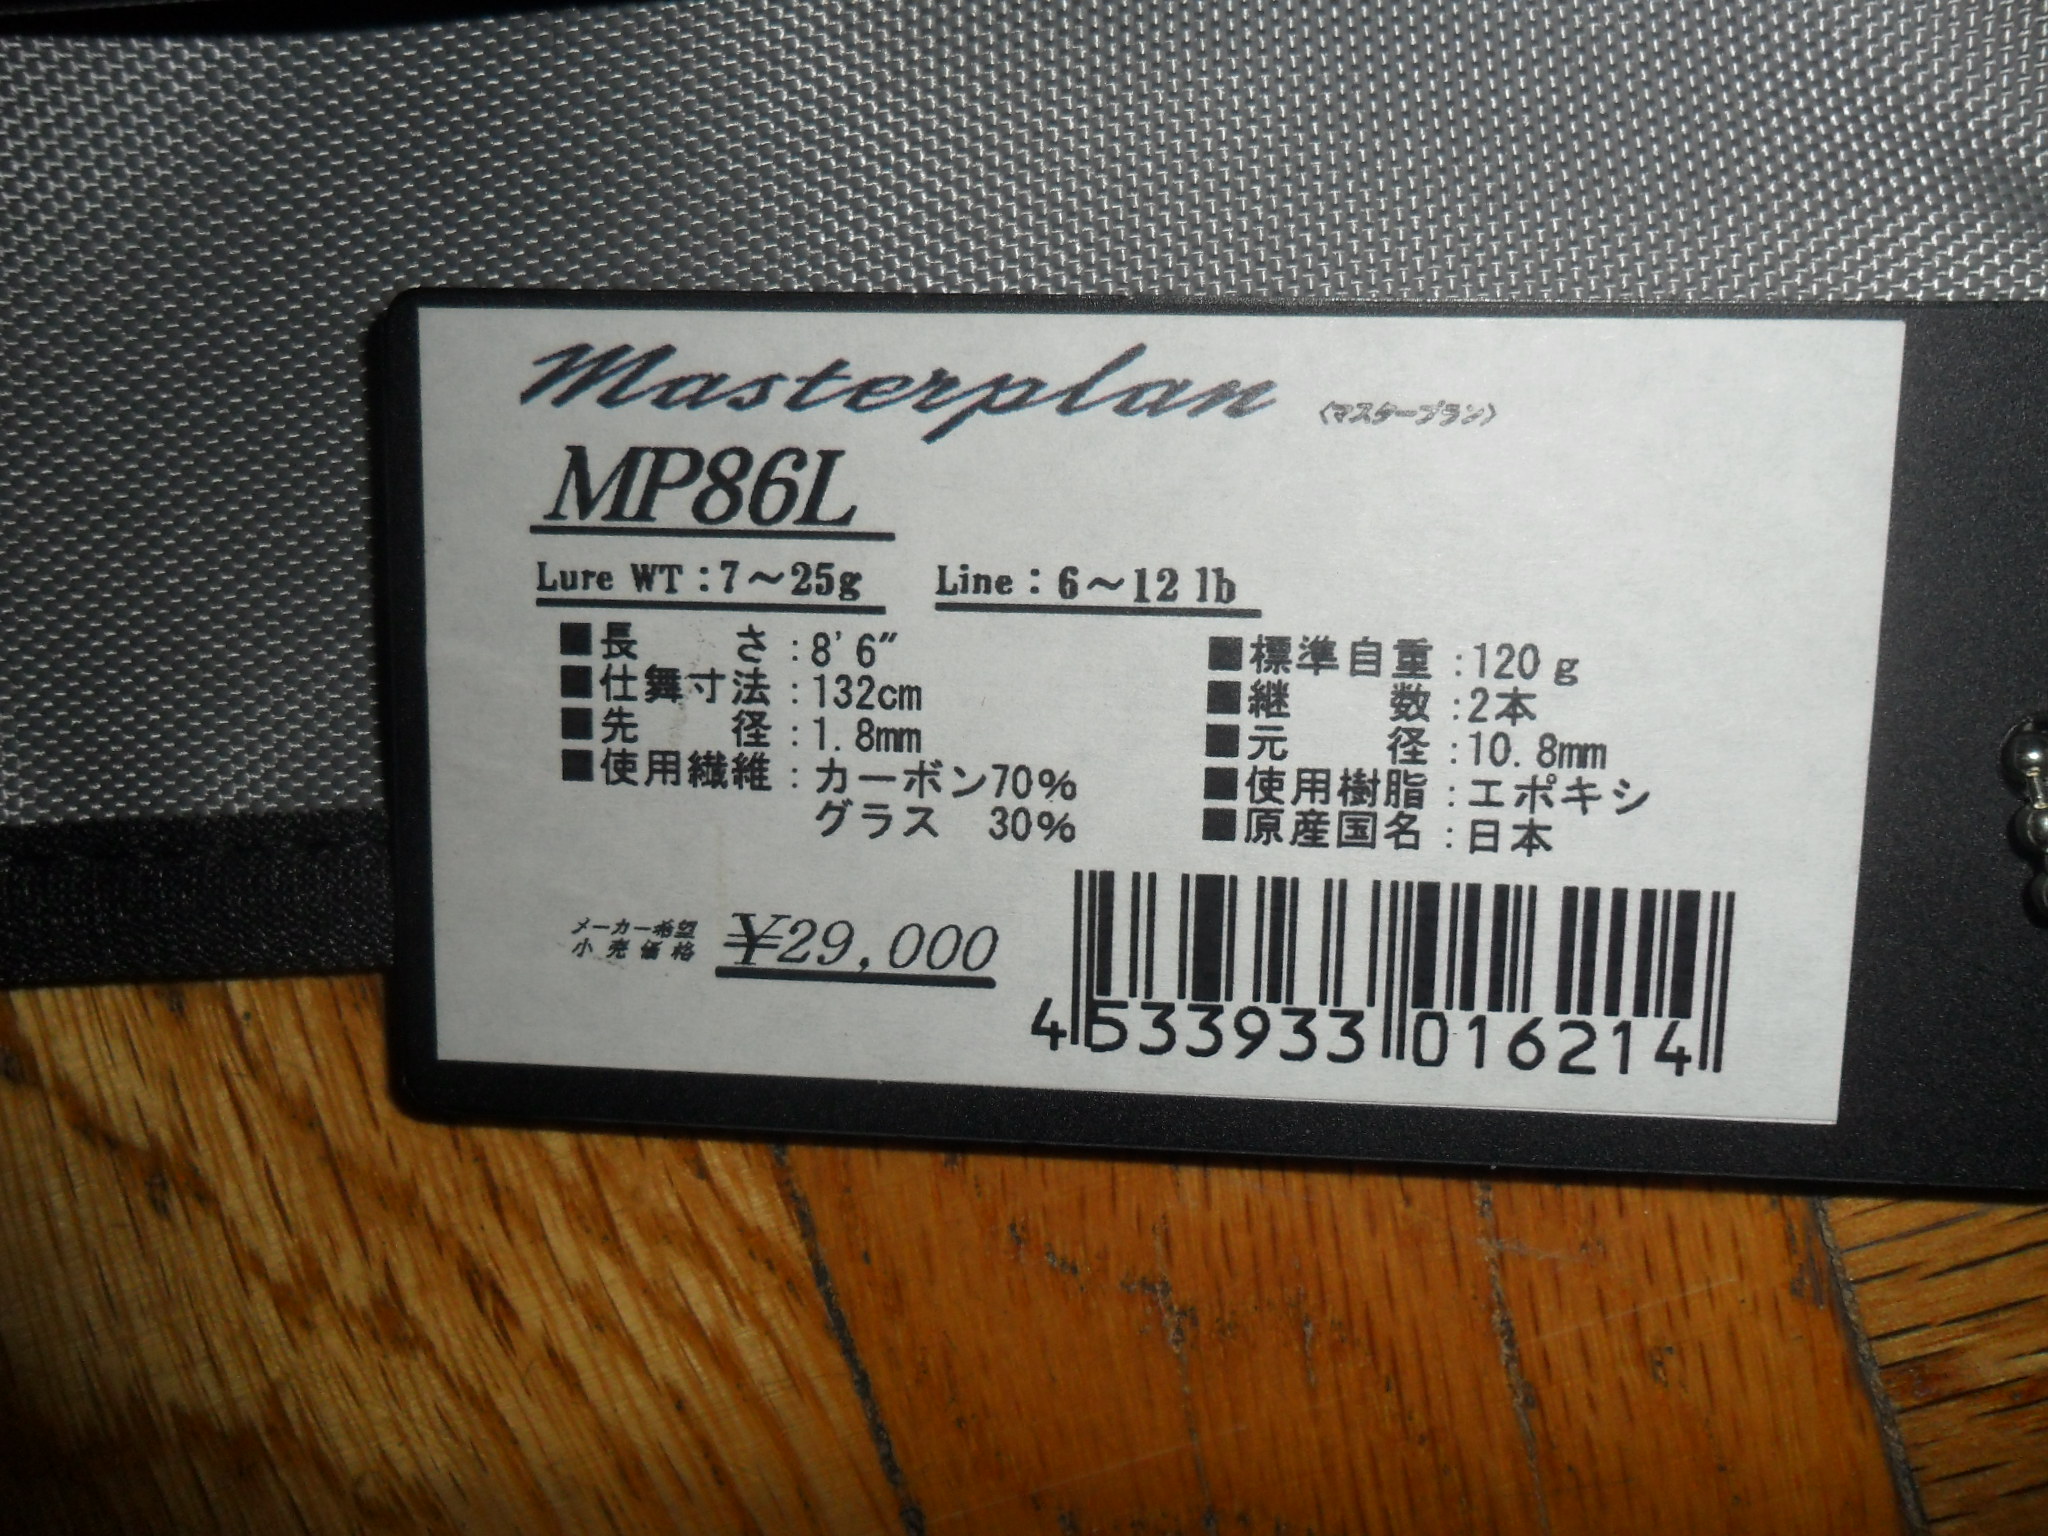 Masterplan 〈マスタープラン〉
MP86L
Lure WT：7～25g Line：6～12 lb
■長さ：8'6" ■標準自重：120g
■仕舞寸法：132cm ■継数：2本
■先径：1.8mm ■元径：10.8mm
■使用繊維：カーボン70% ■使用樹脂：エポキシ
グラス 30% ■原産国名：日本
メーカー希望
小売価格 ¥29,000
4533933016214